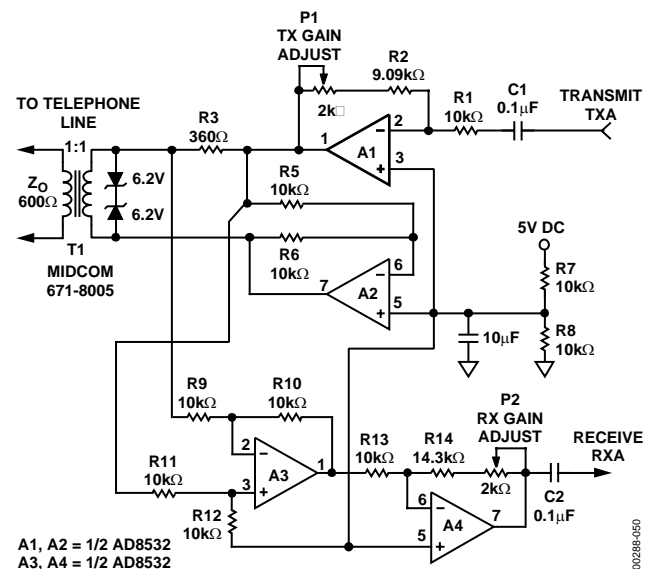 P1
TX GAIN
ADJUST
2k□
R2
9.09kΩ
R1
10kΩ
C1
0.1µF
TRANSMIT
TXA
TO TELEPHONE
LINE
1:1
ZO
600Ω
6.2V
6.2V
T1
MIDCOM
671-8005
R3
360Ω
1
2
3
A1
R5
10kΩ
R6
10kΩ
6
5
7
A2
5V DC
R7
10kΩ
R8
10kΩ
10µF
R9
10kΩ
R10
10kΩ
R11
10kΩ
R12
10kΩ
2
3
1
A3
R13
10kΩ
R14
14.3kΩ
P2
RX GAIN
ADJUST
2kΩ
6
5
7
A4
C2
0.1µF
RECEIVE
RXA
A1, A2 = 1/2 AD8532
A3, A4 = 1/2 AD8532
00288-050